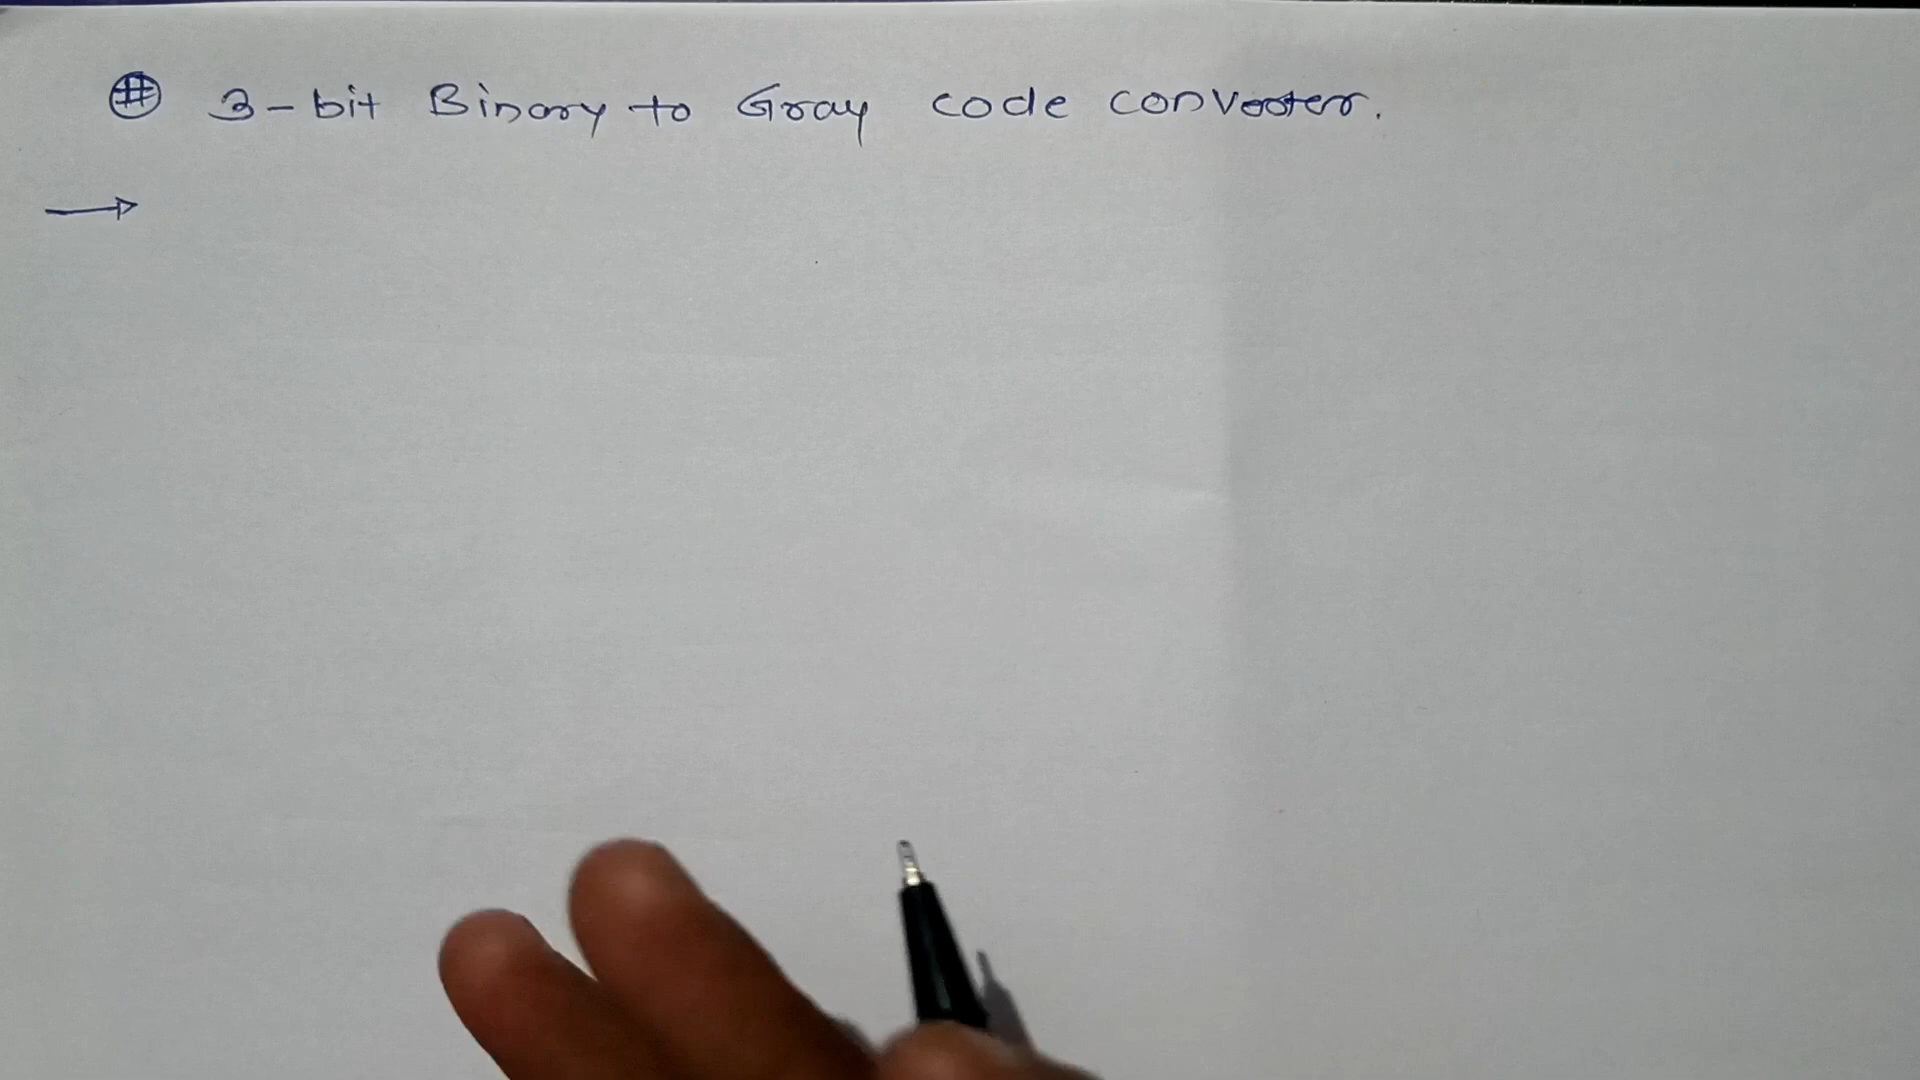 # 3-bit Binary to Gray code converter.
→